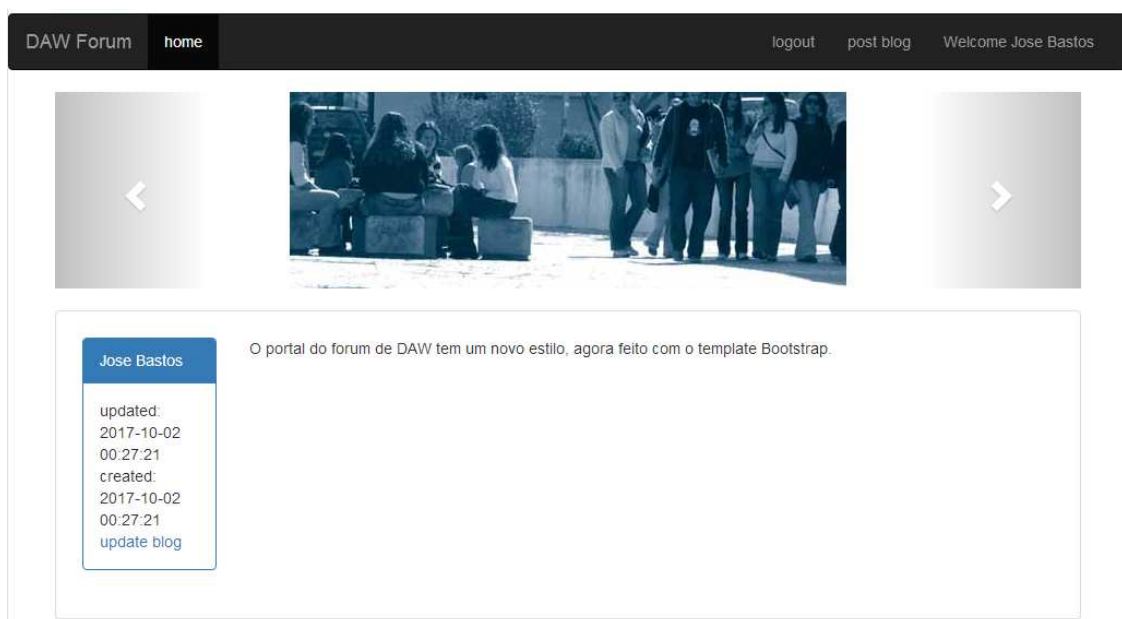 DAW Forum home logout post blog Welcome Jose Bastos
Jose Bastos
O portal do forum de DAW tem um novo estilo, agora feito com o template Bootstrap.
updated:
2017-10-02
00:27:21
created:
2017-10-02
00:27:21
update blog